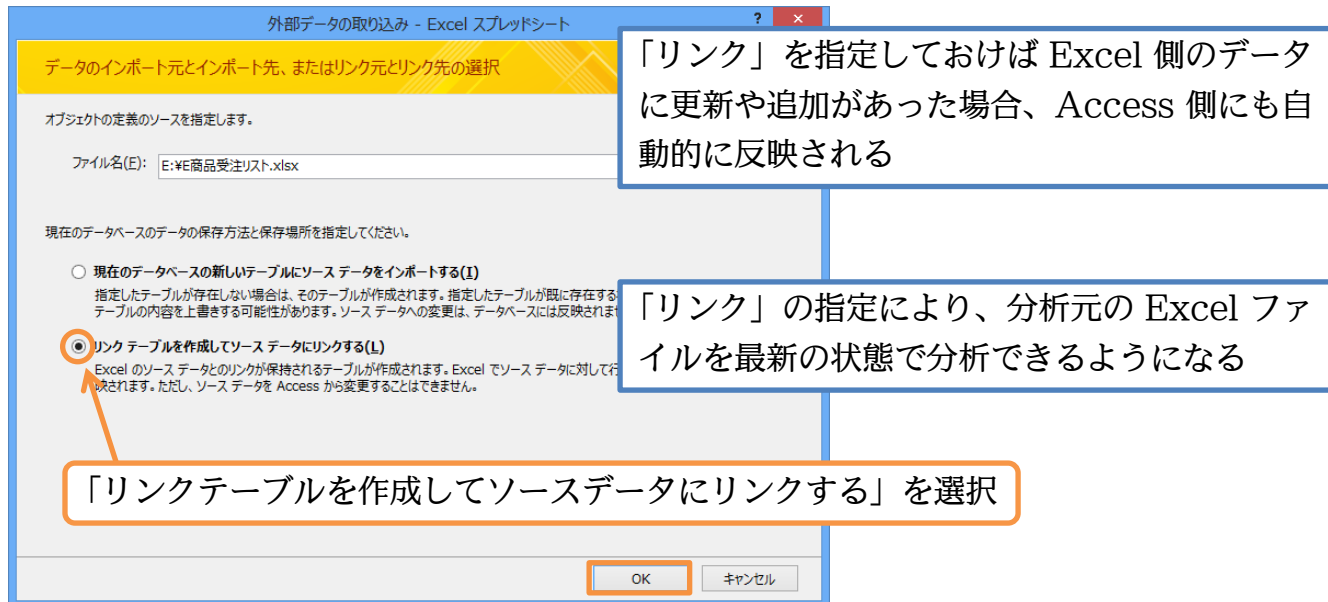 外部データの取り込み - Excel スプレッドシート
? ×
データのインポート元とインポート先、またはリンク元とリンク先の選択
オブジェクトの定義のソースを指定します。
ファイル名(F): E:¥E商品受注リスト.xlsx
現在のデータベースのデータの保存方法と保存場所を指定してください。
現在のデータベースの新しいテーブルにソース データをインポートする(I)
指定したテーブルが存在しない場合は、そのテーブルが作成されます。指定したテーブルが既に存在する
テーブルの内容を上書きする可能性があります。ソース データへの変更は、データベースには反映されま
リンク テーブルを作成してソース データにリンクする(L)
Excel のソース データとのリンクが保持されるテーブルが作成されます。Excel でソース データに対して行
映されます。ただし、ソース データを Access から変更することはできません。
「リンク」を指定しておけば Excel 側のデータ
に更新や追加があった場合、Access 側にも自
動的に反映される
「リンク」の指定により、分析元の Excel ファ
イルを最新の状態で分析できるようになる
「リンクテーブルを作成してソースデータにリンクする」を選択
OK
キャンセル